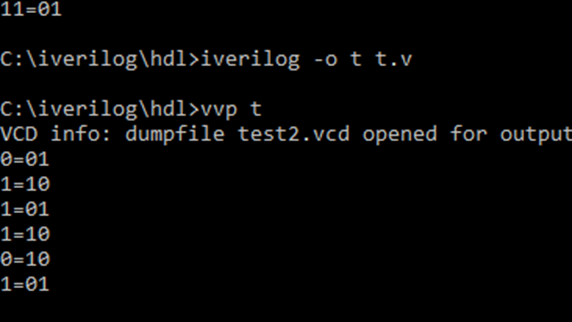 11=01
C:\iverilog\hdl>iverilog -o t t.v
C:\iverilog\hdl>vvp t
VCD info: dumpfile test2.vcd opened for output
0=01
1=10
1=01
1=10
0=10
1=01